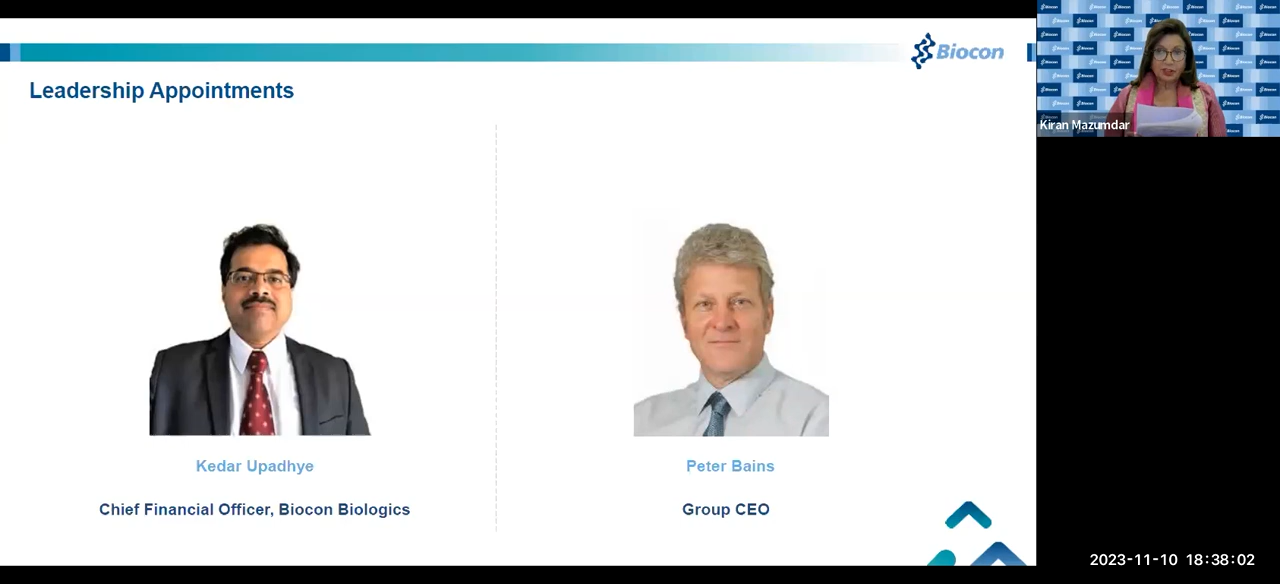 Biocon
Leadership Appointments
Kiran Mazumdar
Kedar Upadhye
Chief Financial Officer, Biocon Biologics
Peter Bains
Group CEO
2023-11-10 18:38:02